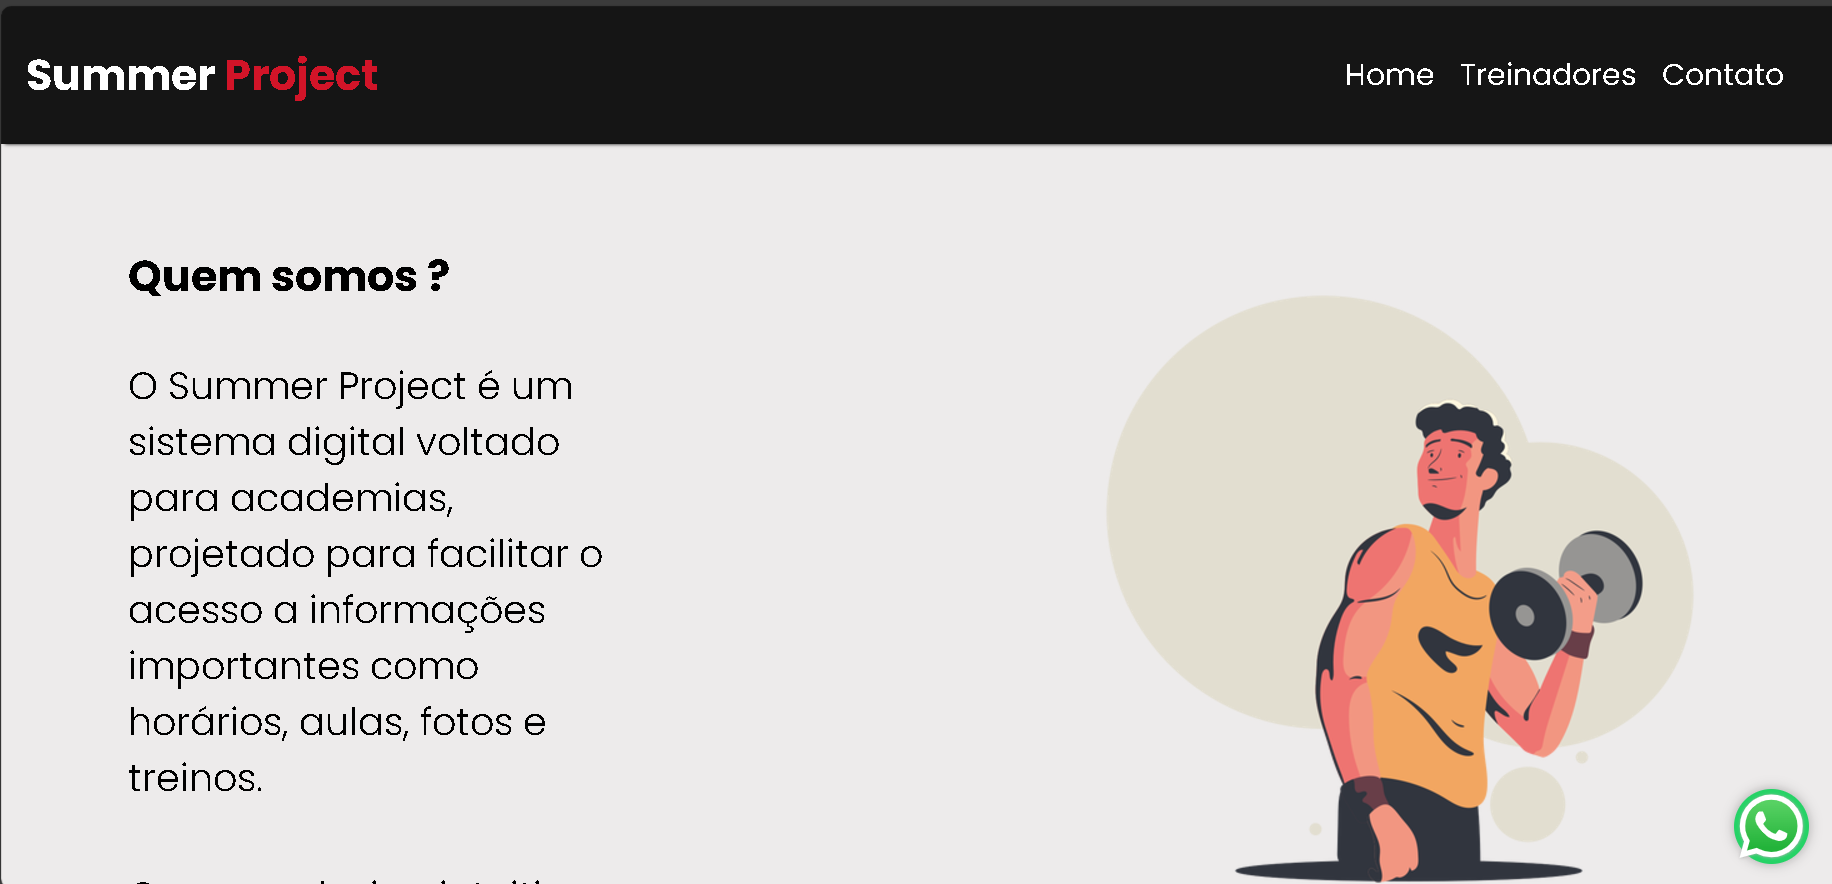 Summer Project
Home Treinadores Contato
Quem somos ?
O Summer Project é um
sistema digital voltado
para academias,
projetado para facilitar o
acesso a informações
importantes como
horários, aulas, fotos e
treinos.